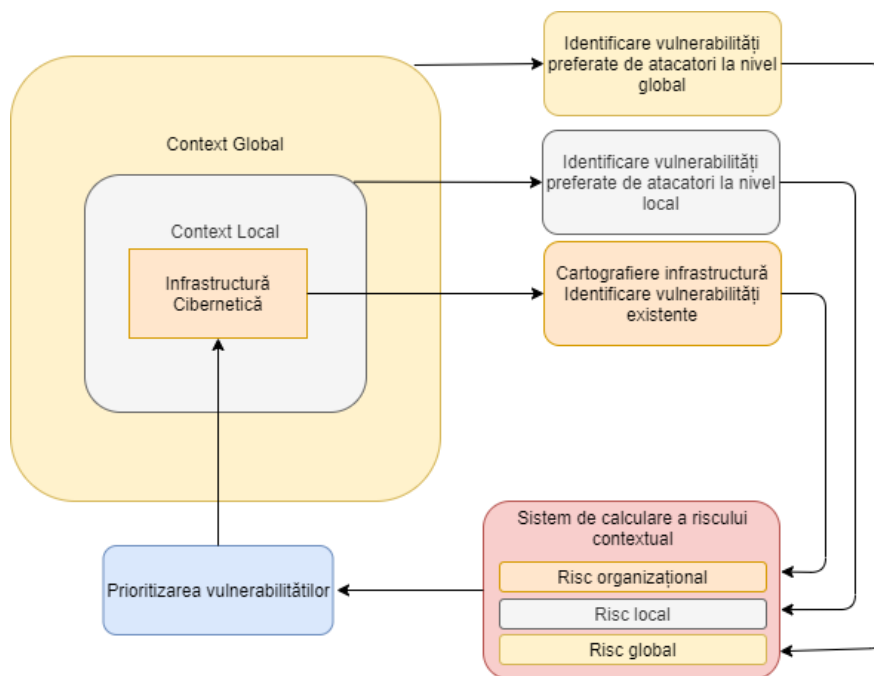 Identificare vulnerabilități
preferate de atacatori la nivel
global
Context Global
Identificare vulnerabilități
preferate de atacatori la nivel
local
Context Local
Infrastructură
Cibernetică
Cartografiere infrastructură
Identificare vulnerabilități
existente
Sistem de calculare a riscului
contextual
Risc organizațional
Risc local
Risc global
Prioritizarea vulnerabilităților